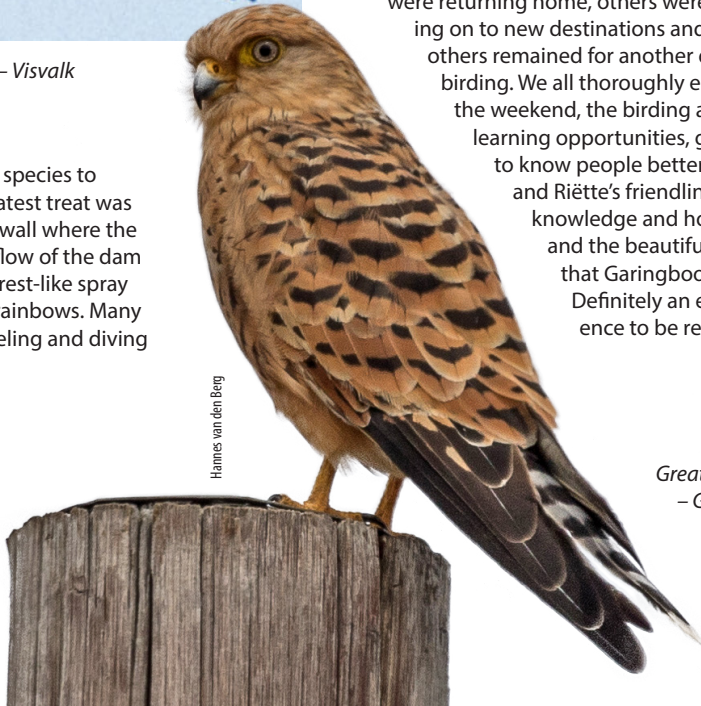 – Visvalk
species to
atest treat was
wall where the
flow of the dam
rest-like spray
rainbows. Many
eling and diving
Hannes van den Berg
were returning home, others were
ing on to new destinations and
others remained for another
birding. We all thoroughly e
the weekend, the birding a
learning opportunities, g
to know people better
and Riëtte's friendlin
knowledge and ho
and the beautifu
that Garingboo
Definitely an e
ence to be re
Great
– G